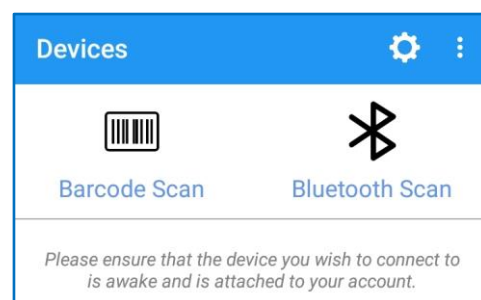 Devices
Barcode Scan
Bluetooth Scan
Please ensure that the device you wish to connect to
is awake and is attached to your account.